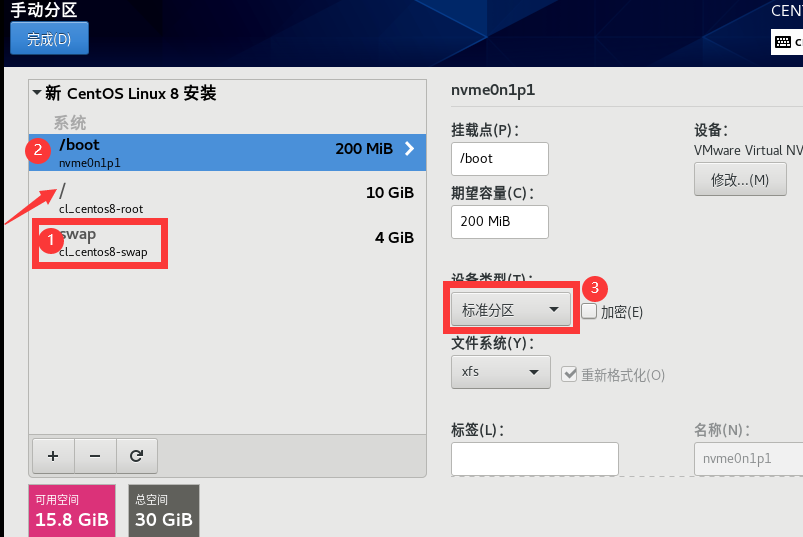 手动分区
完成(D)
CEN
c
新 CentOS Linux 8 安装
系统
2
/boot
200 MiB
nvme0n1p1
/
10 GiB
cl_centos8-root
1
swap
4 GiB
cl_centos8-swap
+ −
可用空间
15.8 GiB
总空间
30 GiB
nvme0n1p1
挂载点(P):
设备:
/boot
VMware Virtual NV
修改...(M)
期望容量(C):
200 MiB
设备类型(T):
3
标准分区
加密(E)
文件系统(Y):
xfs
重新格式化(O)
标签(L):
名称(N):
nvme0n1p1